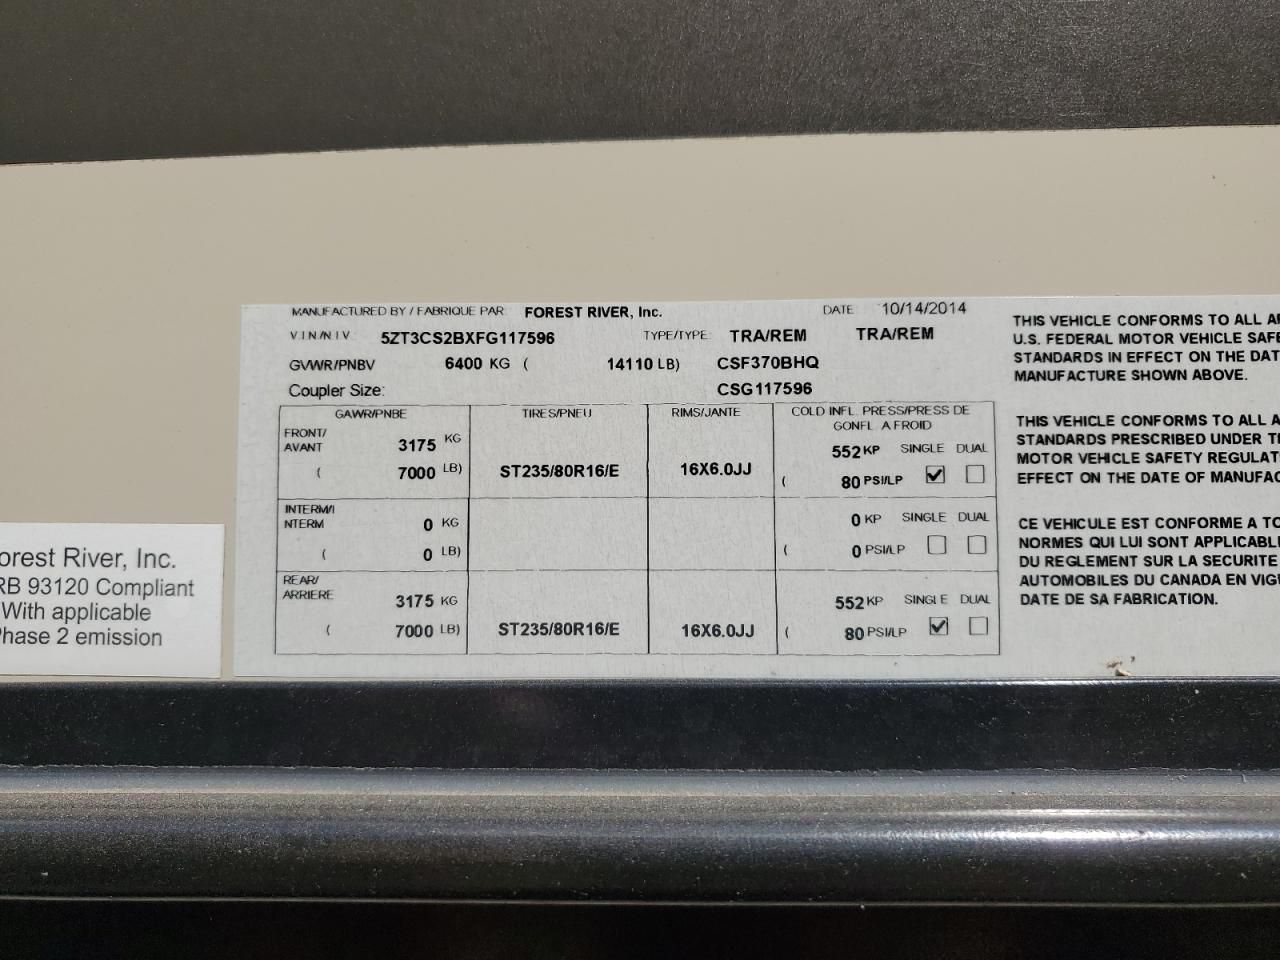 MANUFACTURED BY / FABRIQUE PAR: FOREST RIVER, Inc. DATE 10/14/2014
VIN/NIV: 5ZT3CS2BXFG117596 TYPE/TYPE: TRA/REM TRA/REM
GVWR/PNBV 6400 KG ( 14110 LB) CSF370BHQ
Coupler Size: CSG117596
GAWR/PNBE TIRES/PNEU RIMS/JANTE COLD INFL. PRESS/PRESS DE
GONFL. A FROID
FRONT/
AVANT 3175 KG 552 KP SINGLE DUAL
( 7000 LB) ST235/80R16/E 16X6.0JJ ( 80 PSI/LP
INTERM/I
NTERM 0 KG 0 KP SINGLE DUAL
( 0 LB) ( 0 PSI/LP
REAR/
ARRIERE 3175 KG 552 KP SINGLE DUAL
( 7000 LB) ST235/80R16/E 16X6.0JJ ( 80 PSI/LP
THIS VEHICLE CONFORMS TO ALL
U.S. FEDERAL MOTOR VEHICLE
STANDARDS IN EFFECT ON THE
MANUFACTURE SHOWN ABOVE.
THIS VEHICLE CONFORMS TO ALL
STANDARDS PRESCRIBED UNDER
MOTOR VEHICLE SAFETY
EFFECT ON THE DATE OF
CE VEHICULE EST CONFORME A
NORMES QUI LUI SONT
DU REGLEMENT SUR LA SECURITE
AUTOMOBILES DU CANADA EN
DATE DE SA FABRICATION.
orest River, Inc.
RB 93120 Compliant
With applicable
hase 2 emission